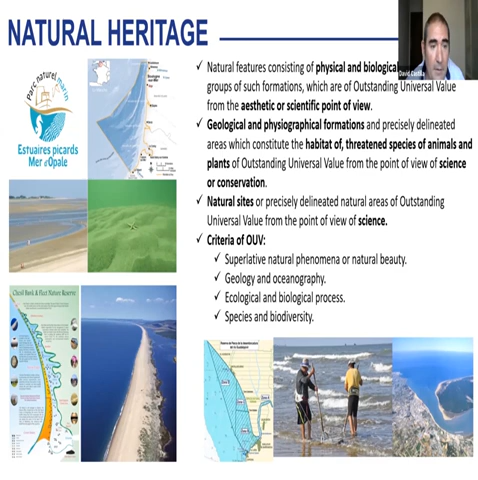 NATURAL HERITAGE
David Castilla
✓ Natural features consisting of physical and biological
groups of such formations, which are of Outstanding Universal Value
from the aesthetic or scientific point of view.
✓ Geological and physiographical formations and precisely delineated
areas which constitute the habitat of, threatened species of animals and
plants of Outstanding Universal Value from the point of view of science
or conservation.
✓ Natural sites or precisely delineated natural areas of Outstanding
Universal Value from the point of view of science.
✓ Criteria of OUV:
✓ Superlative natural phenomena or natural beauty.
✓ Geology and oceanography.
✓ Ecological and biological process.
✓ Species and biodiversity.
Parc naturel marin
Estuaires picards
Mer d'Opale
Chesil Bank & Fleet Nature Reserve